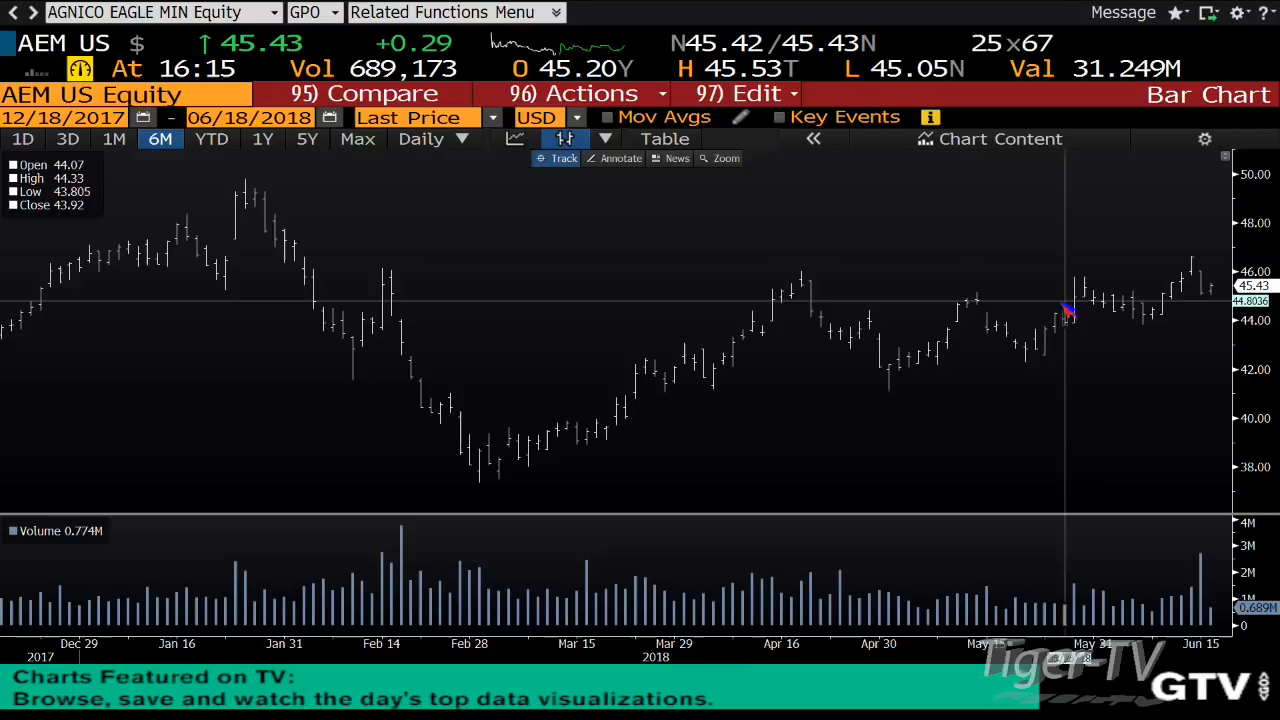 AGNICO EAGLE MIN Equity GPO Related Functions Menu Message
AEM US $ ↑ 45.43 +0.29 N45.42/45.43N 25x67
At 16:15 Vol 689,173 O 45.20Y H 45.53T L 45.05N Val 31.249M
AEM US Equity 95) Compare 96) Actions 97) Edit Bar Chart
12/18/2017 - 06/18/2018 Last Price USD Mov Avgs Key Events
1D 3D 1M 6M YTD 1Y 5Y Max Daily Table Chart Content
Track Annotate News Zoom
Open 44.07
High 44.33
Low 43.805
Close 43.92
50.00
48.00
46.00
45.43
44.8036
44.00
42.00
40.00
38.00
Volume 0.774M
4M
3M
2M
1M
0.689M
0
Dec 29 Jan 16 Jan 31 Feb 14 Feb 28 Mar 15 Mar 29 Apr 16 Apr 30 May 15 May 31 Jun 15
2017 2018
Tiger-TV
GTV
Charts Featured on TV:
Browse, save and watch the day's top data visualizations.